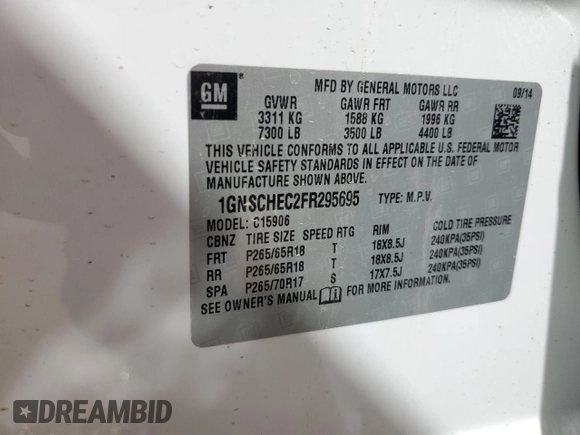 MFD BY GENERAL MOTORS LLC 09/14
GM
GVWR GAWR FRT GAWR RR
3311 KG 1588 KG 1996 KG
7300 LB 3500 LB 4400 LB
THIS VEHICLE CONFORMS TO ALL APPLICABLE U.S. FEDERAL MOTOR
VEHICLE SAFETY STANDARDS IN EFFECT ON THE DATE OF
MANUFACTURE SHOWN ABOVE.
1GNSCHEC2FR295695 TYPE: M.P.V.
MODEL: C15906
CBNZ TIRE SIZE SPEED RTG RIM COLD TIRE PRESSURE
FRT P265/65R18 T 18X8.5J 240KPA(35PSI)
RR P265/65R18 T 18X8.5J 240KPA(35PSI)
SPA P265/70R17 S 17X7.5J 240KPA(35PSI)
SEE OWNER'S MANUAL FOR MORE INFORMATION.
DREAMBID